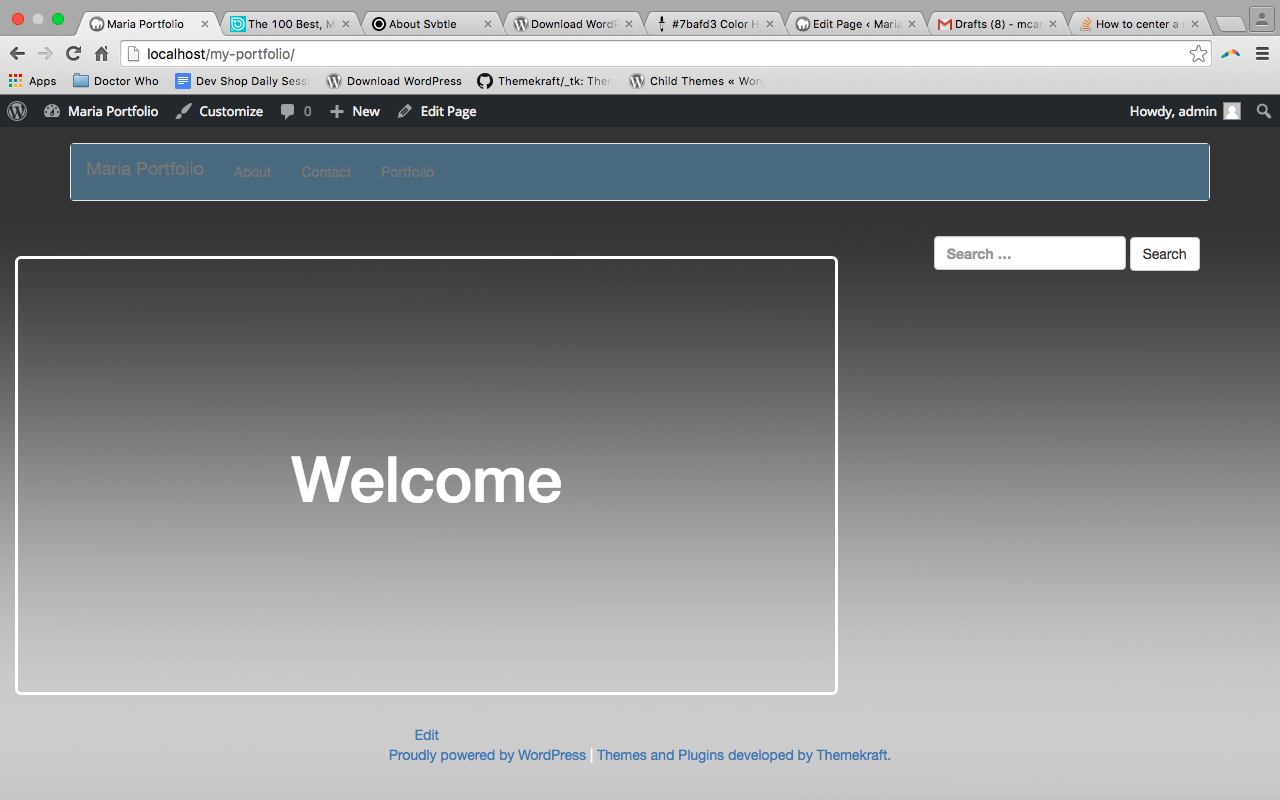 Maria Portfolio
The 100 Best, M
About Svbtle
Download WordP
#7bafd3 Color H
Edit Page ‹ Maria
Drafts (8) - mcar
How to center a
localhost/my-portfolio/
Apps
Doctor Who
Dev Shop Daily Sess
Download WordPress
Themekraft/_tk: Ther
Child Themes « Word
Maria Portfolio
Customize
0
New
Edit Page
Howdy, admin
Maria Portfolio
About
Contact
Portfolio
Search …
Search
Welcome
Edit
Proudly powered by WordPress | Themes and Plugins developed by Themekraft.